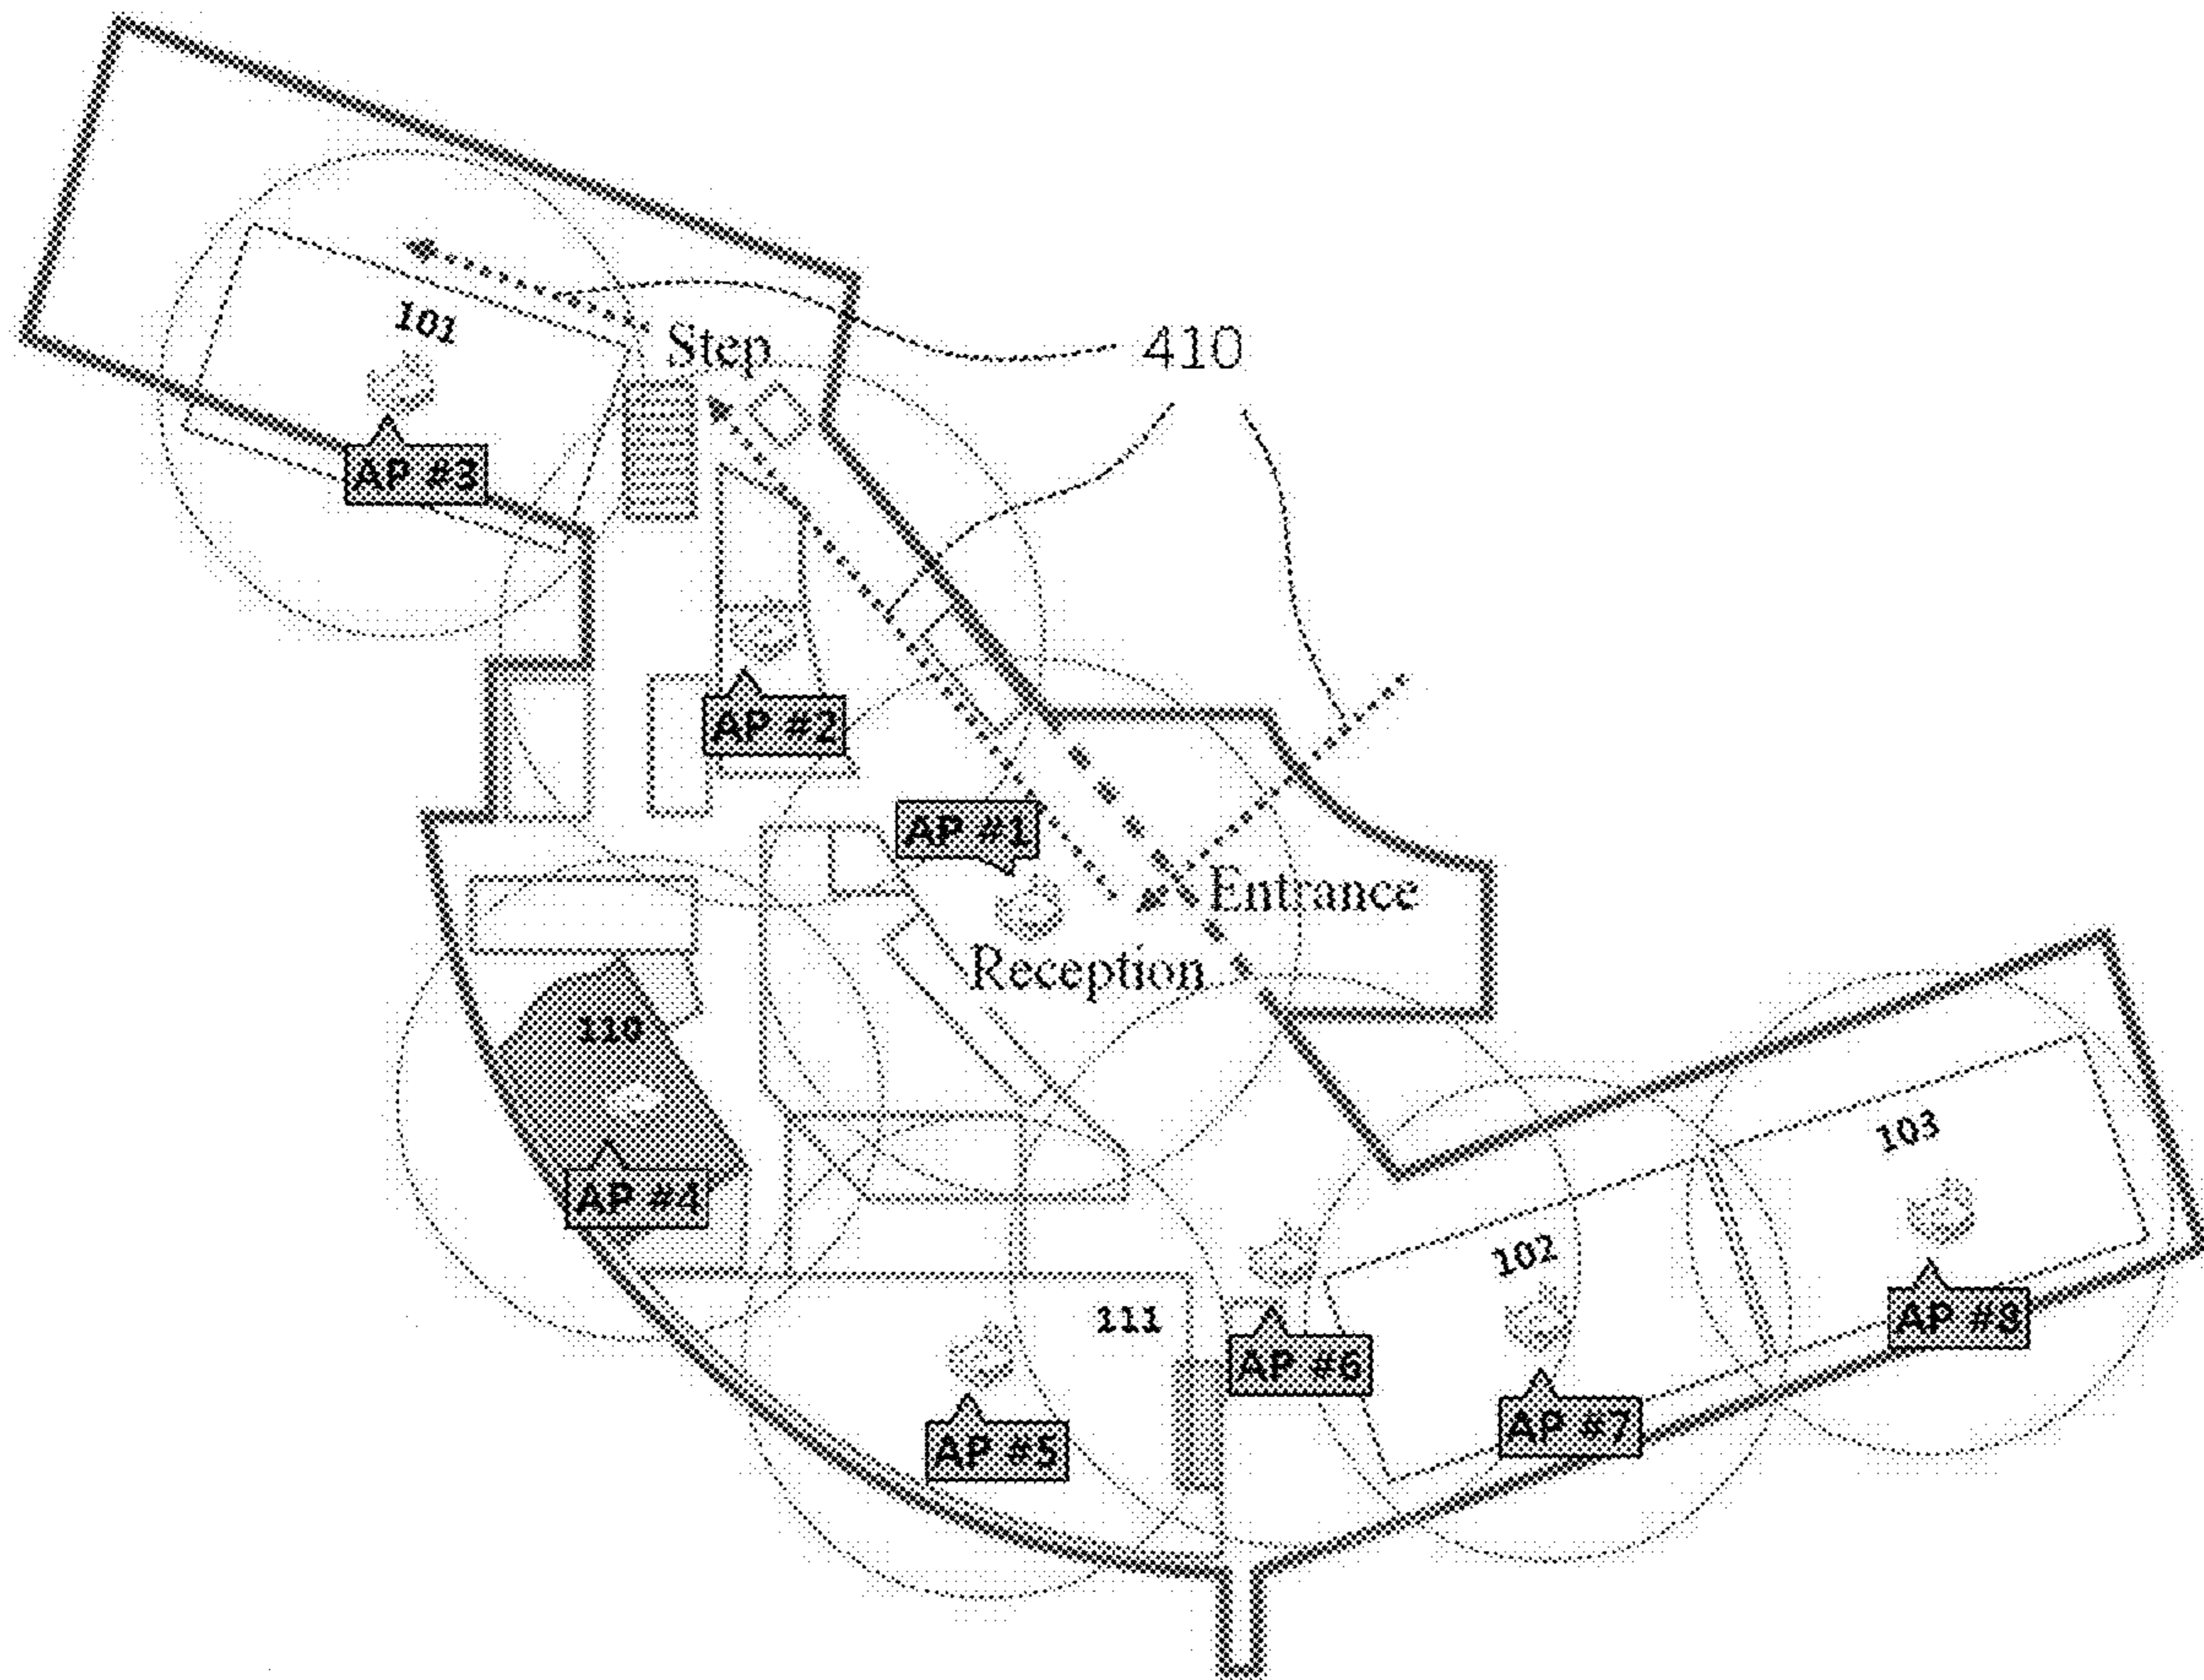 101
Step
410
AP #3
AP #2
AP #1
Entrance
Reception
110
103
AP #4
102
111
AP #8
AP #6
AP #7
AP #5